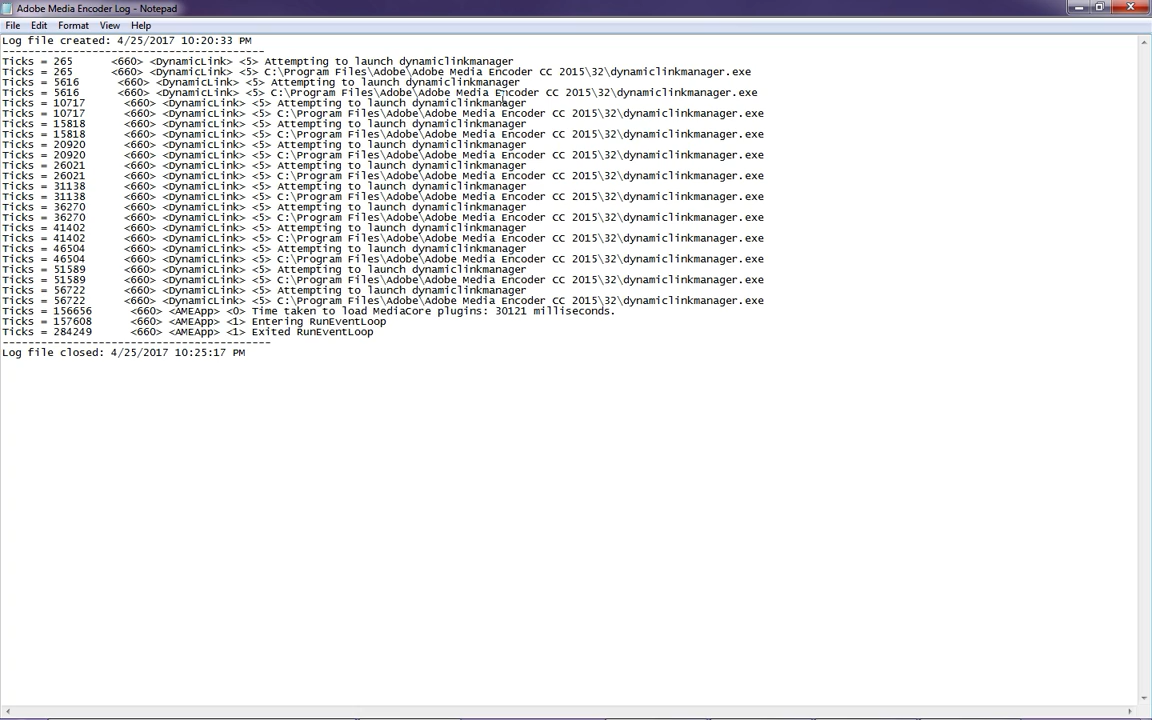 Adobe Media Encoder Log - Notepad
File Edit Format View Help
Log file created: 4/25/2017 10:20:33 PM
-----------------------------------------
Ticks = 265 <660> <DynamicLink> <5> Attempting to launch dynamiclinkmanager
Ticks = 265 <660> <DynamicLink> <5> C:\Program Files\Adobe\Adobe Media Encoder CC 2015\32\dynamiclinkmanager.exe
Ticks = 5616 <660> <DynamicLink> <5> Attempting to launch dynamiclinkmanager
Ticks = 5616 <660> <DynamicLink> <5> C:\Program Files\Adobe\Adobe Media Encoder CC 2015\32\dynamiclinkmanager.exe
Ticks = 10717 <660> <DynamicLink> <5> Attempting to launch dynamiclinkmanager
Ticks = 10717 <660> <DynamicLink> <5> C:\Program Files\Adobe\Adobe Media Encoder CC 2015\32\dynamiclinkmanager.exe
Ticks = 15818 <660> <DynamicLink> <5> Attempting to launch dynamiclinkmanager
Ticks = 15818 <660> <DynamicLink> <5> C:\Program Files\Adobe\Adobe Media Encoder CC 2015\32\dynamiclinkmanager.exe
Ticks = 20920 <660> <DynamicLink> <5> Attempting to launch dynamiclinkmanager
Ticks = 20920 <660> <DynamicLink> <5> C:\Program Files\Adobe\Adobe Media Encoder CC 2015\32\dynamiclinkmanager.exe
Ticks = 26021 <660> <DynamicLink> <5> Attempting to launch dynamiclinkmanager
Ticks = 26021 <660> <DynamicLink> <5> C:\Program Files\Adobe\Adobe Media Encoder CC 2015\32\dynamiclinkmanager.exe
Ticks = 31138 <660> <DynamicLink> <5> Attempting to launch dynamiclinkmanager
Ticks = 31138 <660> <DynamicLink> <5> C:\Program Files\Adobe\Adobe Media Encoder CC 2015\32\dynamiclinkmanager.exe
Ticks = 36270 <660> <DynamicLink> <5> Attempting to launch dynamiclinkmanager
Ticks = 36270 <660> <DynamicLink> <5> C:\Program Files\Adobe\Adobe Media Encoder CC 2015\32\dynamiclinkmanager.exe
Ticks = 41402 <660> <DynamicLink> <5> Attempting to launch dynamiclinkmanager
Ticks = 41402 <660> <DynamicLink> <5> C:\Program Files\Adobe\Adobe Media Encoder CC 2015\32\dynamiclinkmanager.exe
Ticks = 46504 <660> <DynamicLink> <5> Attempting to launch dynamiclinkmanager
Ticks = 46504 <660> <DynamicLink> <5> C:\Program Files\Adobe\Adobe Media Encoder CC 2015\32\dynamiclinkmanager.exe
Ticks = 51589 <660> <DynamicLink> <5> Attempting to launch dynamiclinkmanager
Ticks = 51589 <660> <DynamicLink> <5> C:\Program Files\Adobe\Adobe Media Encoder CC 2015\32\dynamiclinkmanager.exe
Ticks = 56722 <660> <DynamicLink> <5> Attempting to launch dynamiclinkmanager
Ticks = 56722 <660> <DynamicLink> <5> C:\Program Files\Adobe\Adobe Media Encoder CC 2015\32\dynamiclinkmanager.exe
Ticks = 156656 <660> <AMEApp> <0> Time taken to load MediaCore plugins: 30121 milliseconds.
Ticks = 157608 <660> <AMEApp> <1> Entering RunEventLoop
Ticks = 284249 <660> <AMEApp> <1> Exited RunEventLoop
------------------------------------------
Log file closed: 4/25/2017 10:25:17 PM